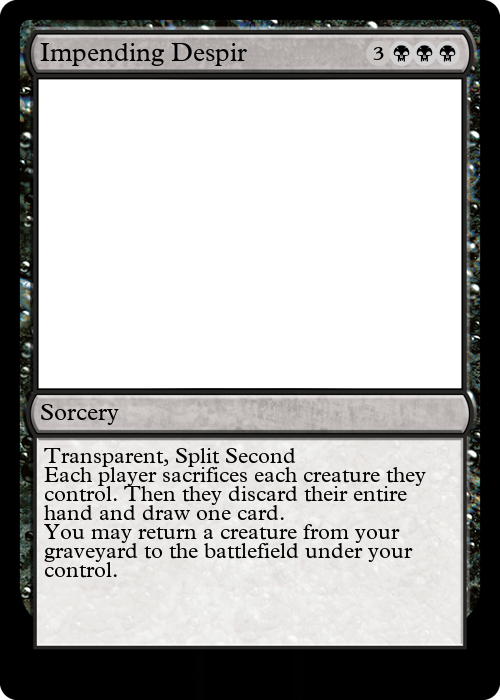 Impending Despir 3
Sorcery
Transparent, Split Second
Each player sacrifices each creature they
control. Then they discard their entire
hand and draw one card.
You may return a creature from your
graveyard to the battlefield under your
control.